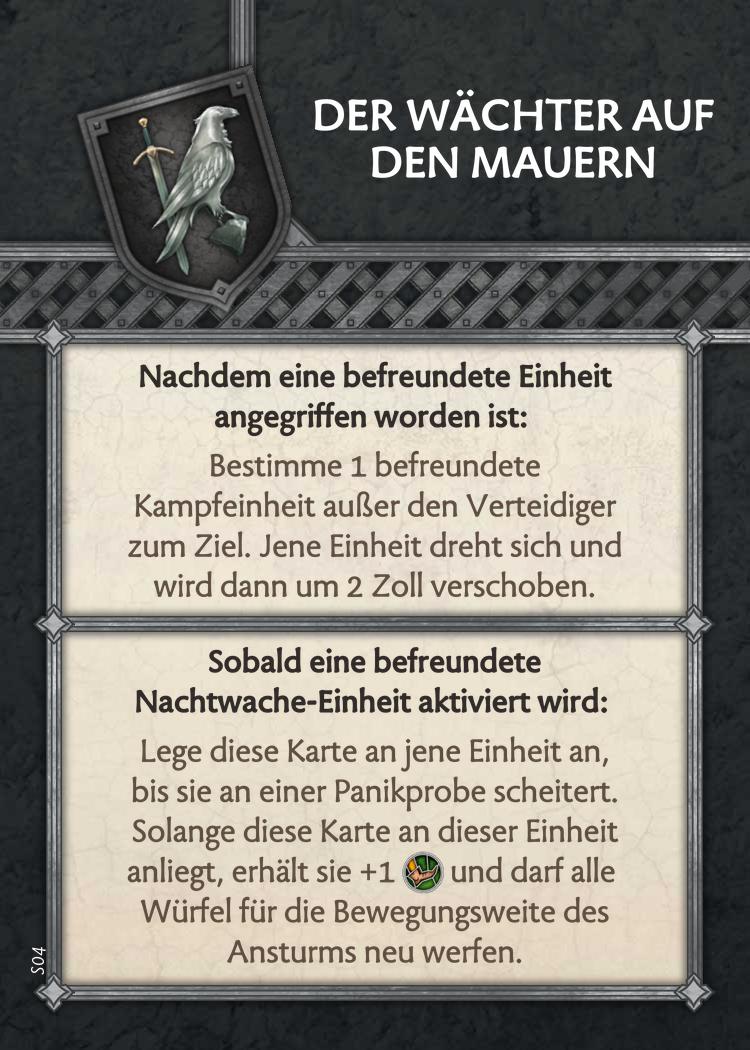 DER WÄCHTER AUF
DEN MAUERN
Nachdem eine befreundete Einheit
angegriffen worden ist:
Bestimme 1 befreundete
Kampfeinheit außer den Verteidiger
zum Ziel. Jene Einheit dreht sich und
wird dann um 2 Zoll verschoben.
Sobald eine befreundete
Nachtwache-Einheit aktiviert wird:
Lege diese Karte an jene Einheit an,
bis sie an einer Panikprobe scheitert.
Solange diese Karte an dieser Einheit
anliegt, erhält sie +1 und darf alle
Würfel für die Bewegungsweite des
Ansturms neu werfen.
S04